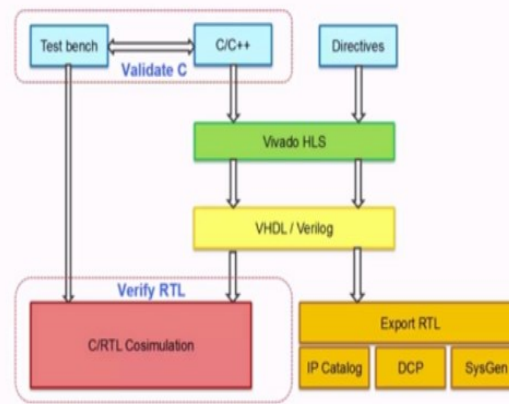 Test bench
C/C++
Directives
Validate C
Vivado HLS
VHDL / Verilog
Verify RTL
C/RTL Cosimulation
Export RTL
IP Catalog
DCP
SysGen